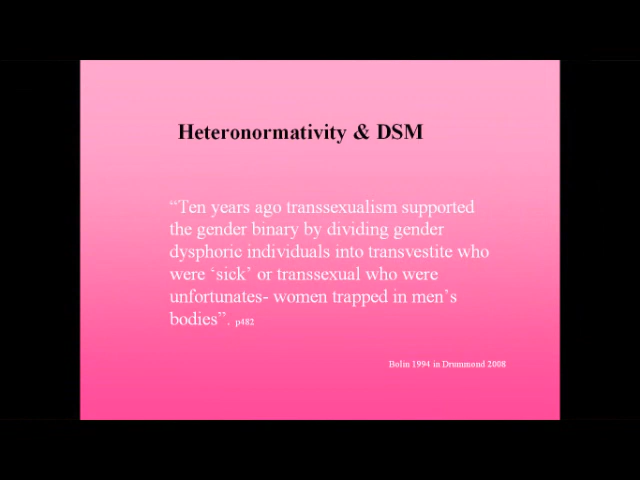 Heteronormativity & DSM
“Ten years ago transsexualism supported
the gender binary by dividing gender
dysphoric individuals into transvestite who
were ‘sick’ or transsexual who were
unfortunates- women trapped in men’s
bodies”. p482
Bolin 1994 in Drummond 2008